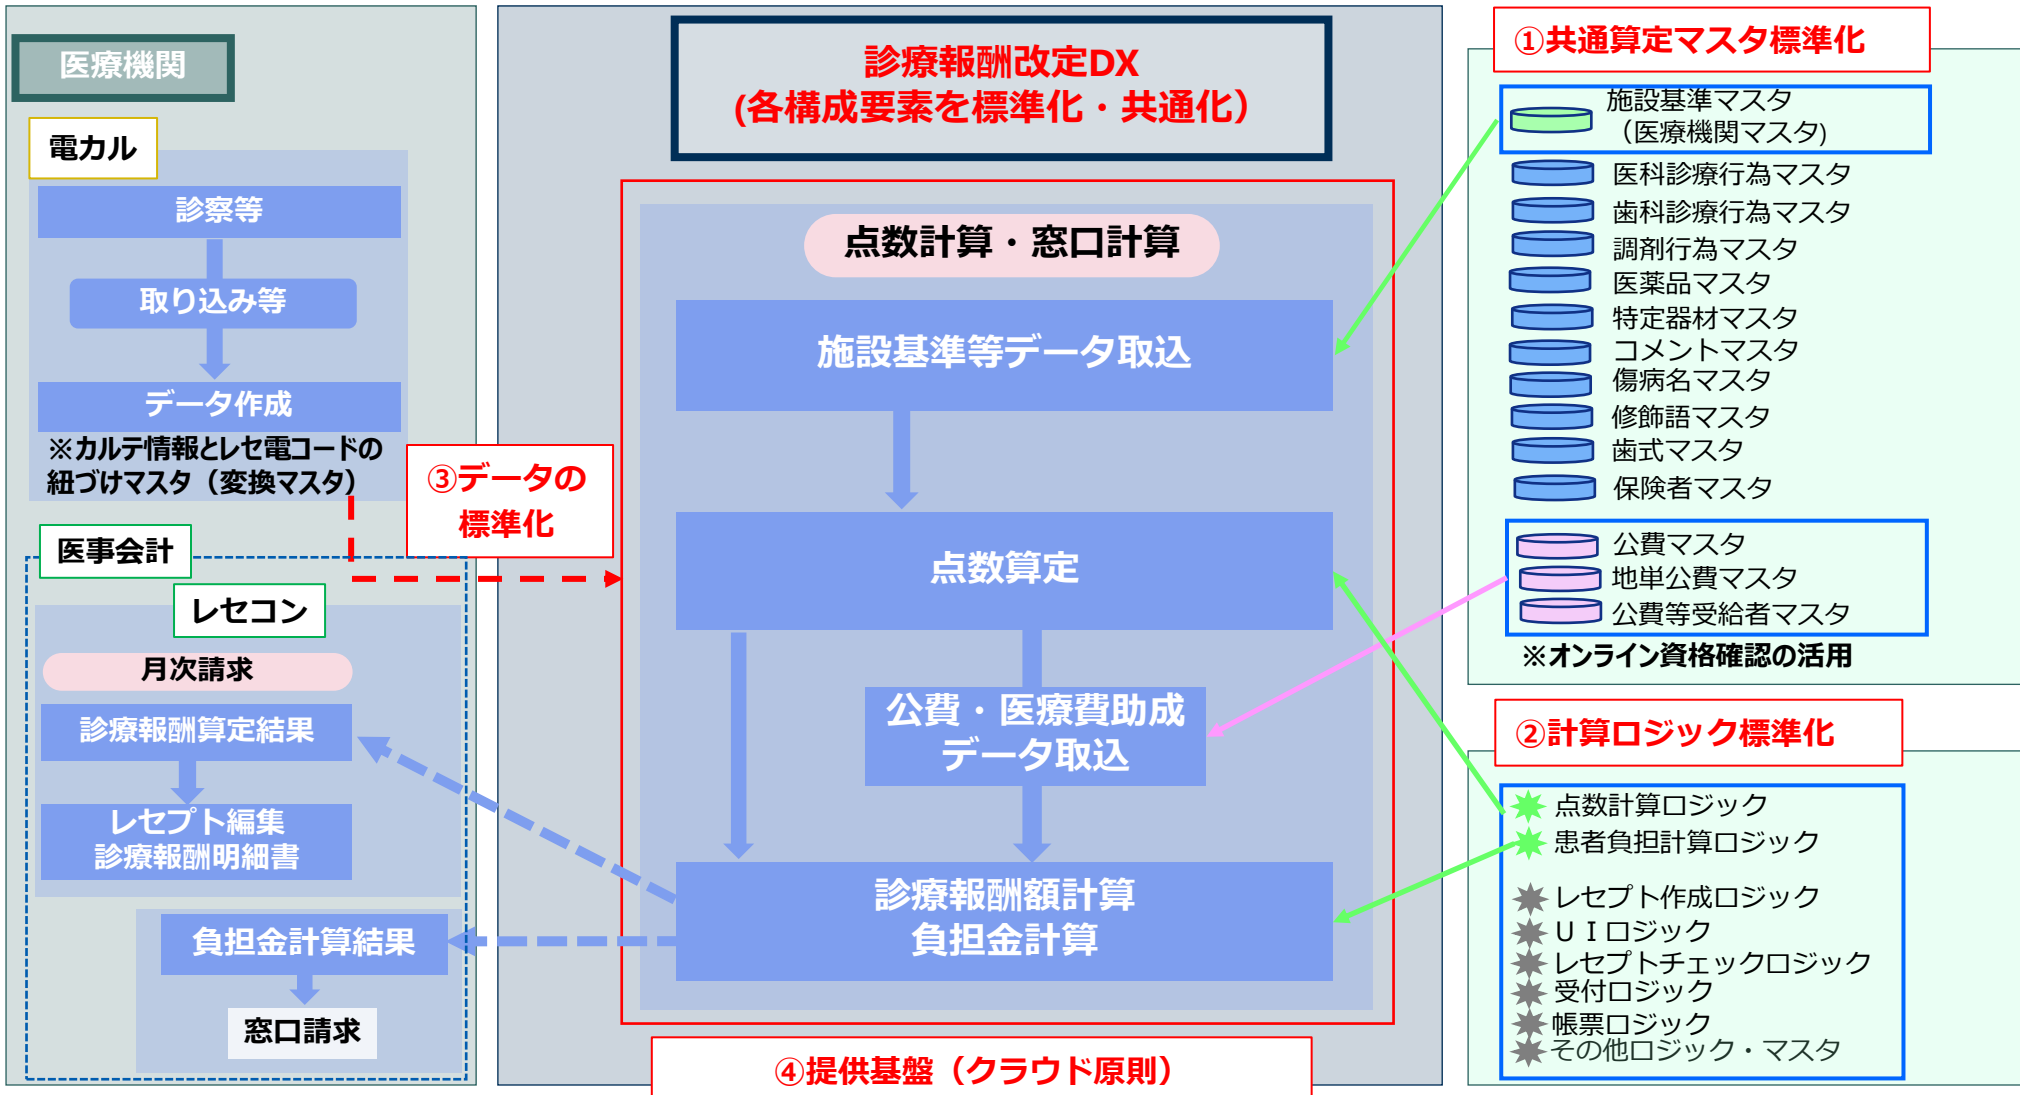 医療機関
電カル
診察等
取り込み等
データ作成
※カルテ情報とレセ電コードの
紐づけマスタ（変換マスタ）
医事会計
レセコン
月次請求
診療報酬算定結果
レセプト編集
診療報酬明細書
負担金計算結果
窓口請求
③データの
標準化
診療報酬改定DX
(各構成要素を標準化・共通化）
点数計算・窓口計算
施設基準等データ取込
点数算定
公費・医療費助成
データ取込
診療報酬額計算
負担金計算
④提供基盤（クラウド原則）
①共通算定マスタ標準化
施設基準マスタ
（医療機関マスタ)
医科診療行為マスタ
歯科診療行為マスタ
調剤行為マスタ
医薬品マスタ
特定器材マスタ
コメントマスタ
傷病名マスタ
修飾語マスタ
歯式マスタ
保険者マスタ
公費マスタ
地単公費マスタ
公費等受給者マスタ
※オンライン資格確認の活用
②計算ロジック標準化
点数計算ロジック
患者負担計算ロジック
レセプト作成ロジック
ＵＩロジック
レセプトチェックロジック
受付ロジック
帳票ロジック
その他ロジック・マスタ